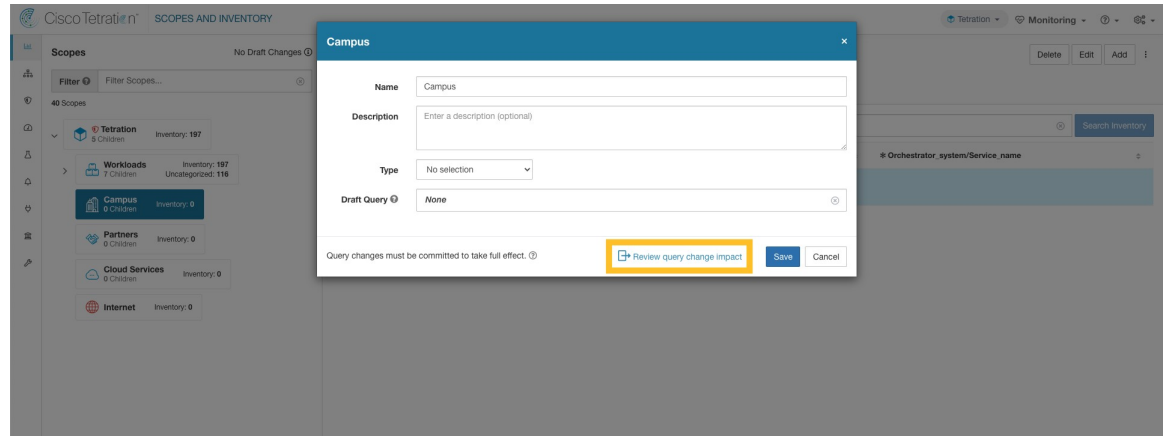 Cisco Tetration SCOPES AND INVENTORY
Tetration
Monitoring
Scopes
No Draft Changes
Filter
Filter Scopes...
40 Scopes
Tetration
5 Children
Inventory: 197
Workloads
7 Children
Inventory: 197
Uncategorized: 116
Campus
0 Children
Inventory: 0
Partners
0 Children
Inventory: 0
Cloud Services
0 Children
Inventory: 0
Internet
Inventory: 0
Campus
×
Name
Campus
Description
Enter a description (optional)
Type
No selection
Draft Query
None
Query changes must be committed to take full effect.
Review query change impact
Save
Cancel
Delete
Edit
Add
Search Inventory
* Orchestrator_system/Service_name